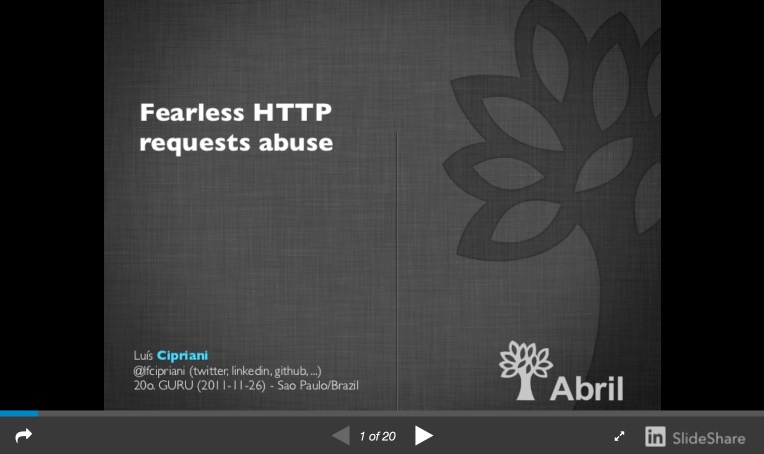 Fearless HTTP
requests abuse
Luís Cipriani
@lfcipriani (twitter, linkedin, github, ...)
20o. GURU (2011-11-26) - Sao Paulo/Brazil
Abril
1 of 20
in SlideShare